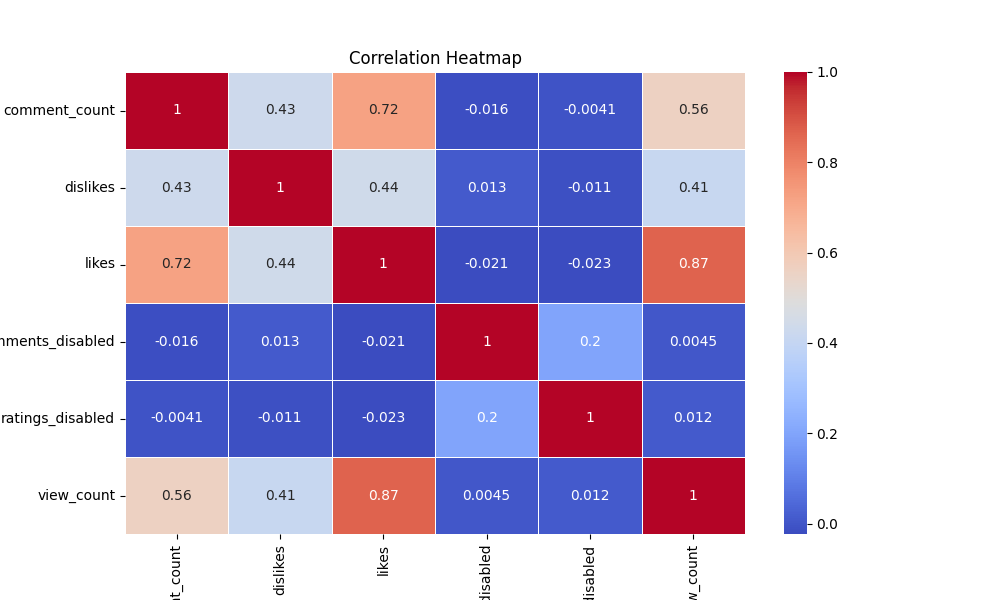 Correlation Heatmap
comment_count 1 0.43 0.72 -0.016 -0.0041 0.56
dislikes 0.43 1 0.44 0.013 -0.011 0.41
likes 0.72 0.44 1 -0.021 -0.023 0.87
mments_disabled -0.016 0.013 -0.021 1 0.2 0.0045
ratings_disabled -0.0041 -0.011 -0.023 0.2 1 0.012
view_count 0.56 0.41 0.87 0.0045 0.012 1
nt_count dislikes likes disabled disabled w_count
1.0
0.8
0.6
0.4
0.2
0.0